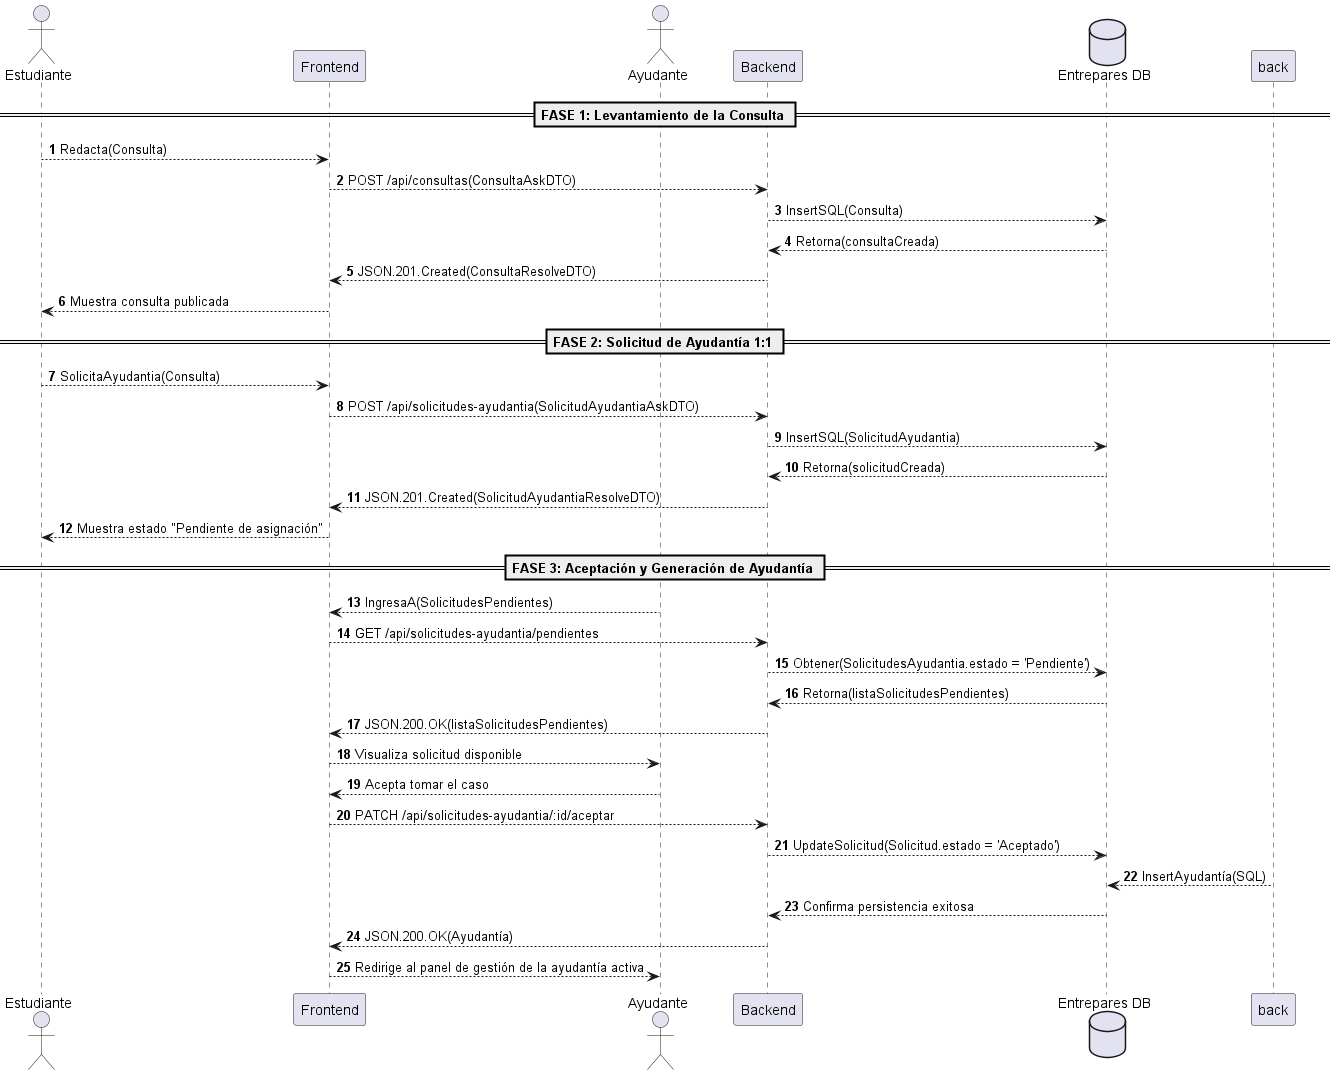 Estudiante
Frontend
Ayudante
Backend
Entrepares DB
back
FASE 1: Levantamiento de la Consulta
1 Redacta(Consulta)
2 POST /api/consultas(ConsultaAskDTO)
3 InsertSQL(Consulta)
4 Retorna(consultaCreada)
5 JSON.201.Created(ConsultaResolveDTO)
6 Muestra consulta publicada
FASE 2: Solicitud de Ayudantía 1:1
7 SolicitaAyudantia(Consulta)
8 POST /api/solicitudes-ayudantia(SolicitudAyudantiaAskDTO)
9 InsertSQL(SolicitudAyudantia)
10 Retorna(solicitudCreada)
11 JSON.201.Created(SolicitudAyudantiaResolveDTO)
12 Muestra estado "Pendiente de asignación"
FASE 3: Aceptación y Generación de Ayudantía
13 IngresaA(SolicitudesPendientes)
14 GET /api/solicitudes-ayudantia/pendientes
15 Obtener(SolicitudesAyudantia.estado = 'Pendiente')
16 Retorna(listaSolicitudesPendientes)
17 JSON.200.OK(listaSolicitudesPendientes)
18 Visualiza solicitud disponible
19 Acepta tomar el caso
20 PATCH /api/solicitudes-ayudantia/:id/aceptar
21 UpdateSolicitud(Solicitud.estado = 'Aceptado')
22 InsertAyudantía(SQL)
23 Confirma persistencia exitosa
24 JSON.200.OK(Ayudantía)
25 Redirige al panel de gestión de la ayudantía activa
Estudiante
Frontend
Ayudante
Backend
Entrepares DB
back